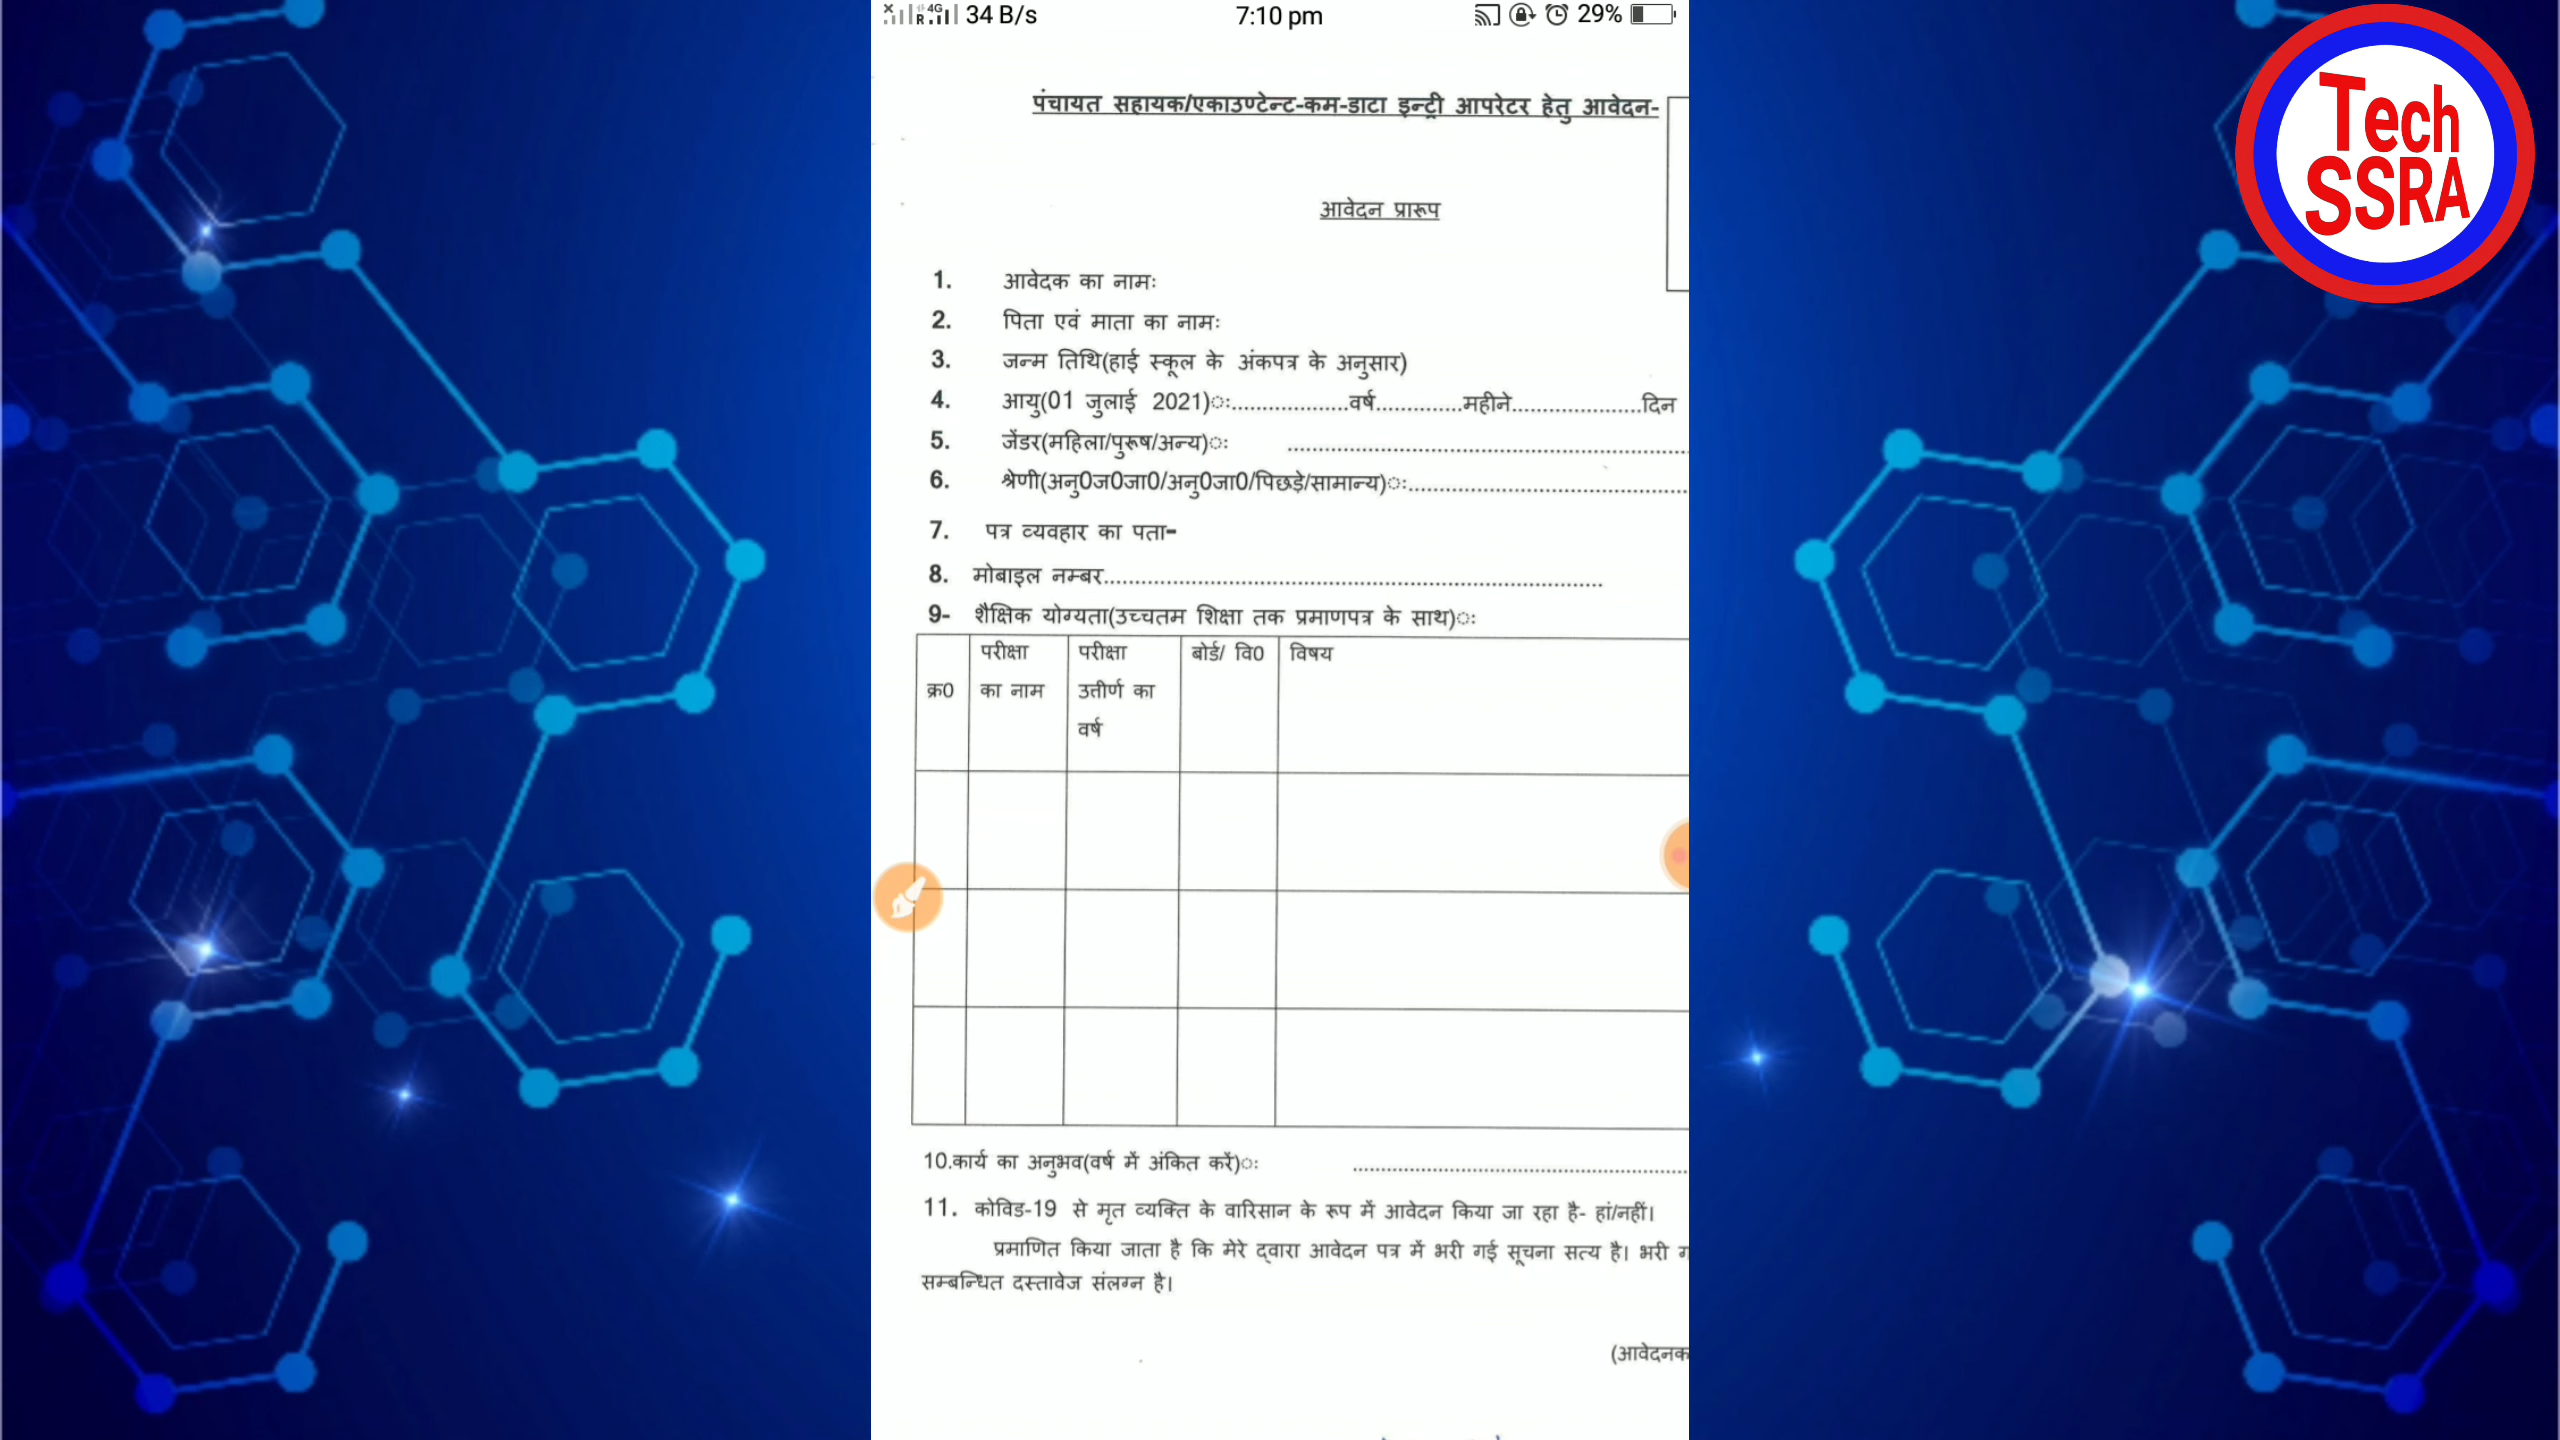 34 B/s 7:10 pm 29%
Tech
SSRA
पंचायत सहायक/एकाउण्टेन्ट-कम-डाटा इन्ट्री आपरेटर हेतु आवेदन-
आवेदन प्रारूप
1. आवेदक का नामः
2. पिता एवं माता का नामः
3. जन्म तिथि(हाई स्कूल के अंकपत्र के अनुसार)
4. आयु(01 जुलाई 2021)ः...................वर्ष..............महीने.....................दिन
5. जेंडर(महिला/पुरूष/अन्य)ः ..................................................................
6. श्रेणी(अनु0ज0जा0/अनु0जा0/पिछड़े/सामान्य)ः..............................................
7. पत्र व्यवहार का पता-
8. मोबाइल नम्बर.................................................................................
9- शैक्षिक योग्यता(उच्चतम शिक्षा तक प्रमाणपत्र के साथ)ः
क्र0 परीक्षा का नाम परीक्षा उत्तीर्ण का वर्ष बोर्ड/ वि0 विषय
10.कार्य का अनुभव(वर्ष में अंकित करें)ः .......................................................
11. कोविड-19 से मृत व्यक्ति के वारिसान के रूप में आवेदन किया जा रहा है- हां/नहीं।
प्रमाणित किया जाता है कि मेरे द्वारा आवेदन पत्र में भरी गई सूचना सत्य है। भरी
सम्बन्धित दस्तावेज संलग्न है।
(आवेदनक